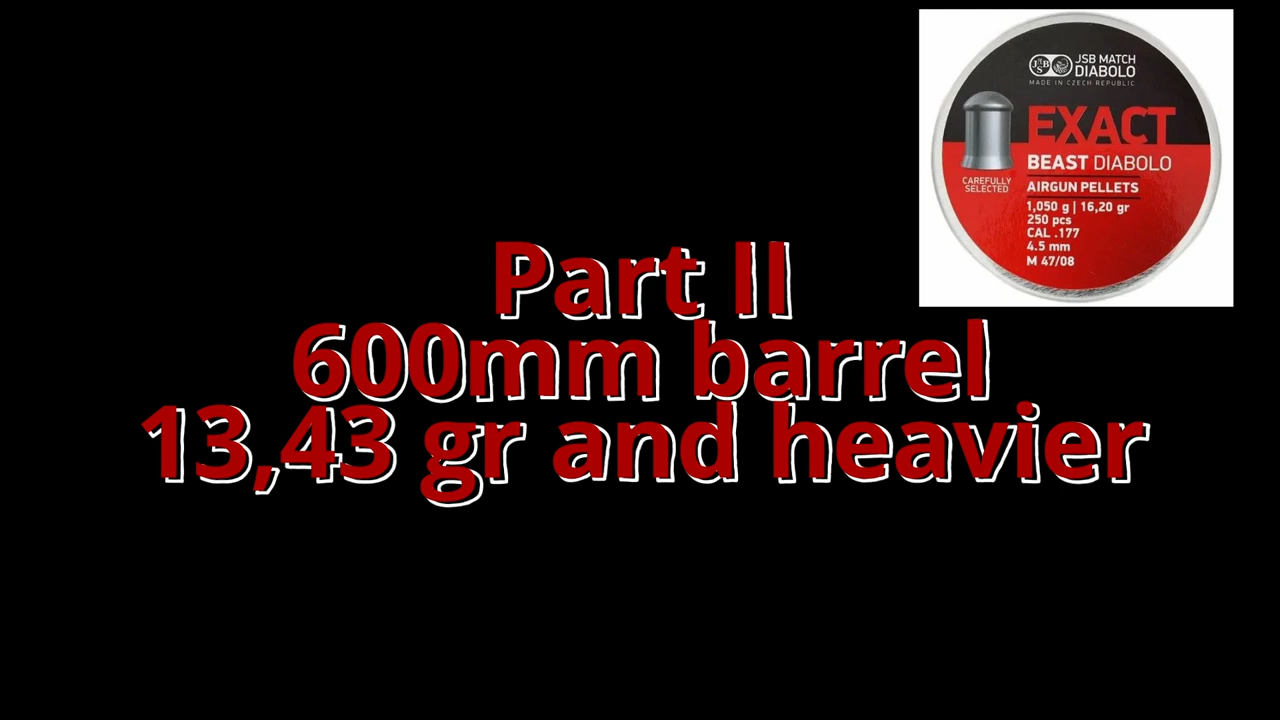 Part II
600mm barrel
13,43 gr and heavier
JSB
JSB MATCH
DIABOLO
MADE IN CZECH REPUBLIC
EXACT
BEAST DIABOLO
CAREFULLY
SELECTED
AIRGUN PELLETS
1,050 g | 16,20 gr
250 pcs
CAL .177
4.5 mm
M 47/08